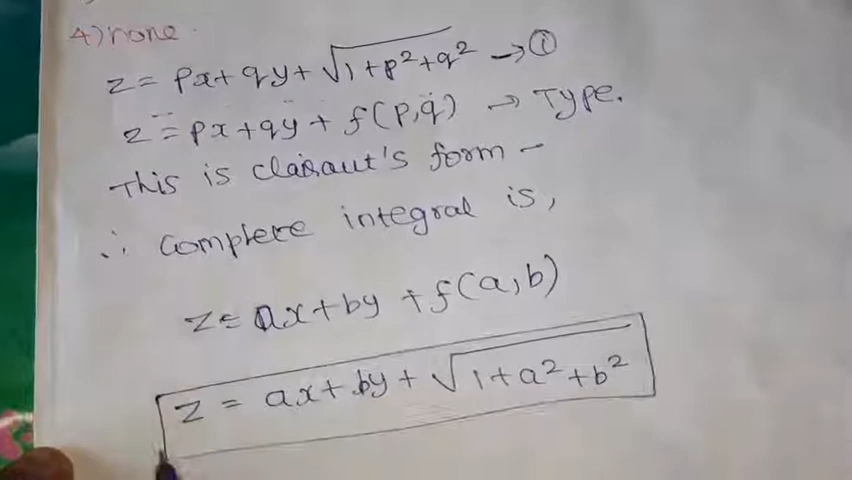 4) none.
z = px + qy + √1+p²+q² → ①
z = px + qy + f(p,q) → Type.
This is clairaut's form -
∴ complete integral is,
z = ax + by + f(a,b)
z = ax + by + √1+a²+b²